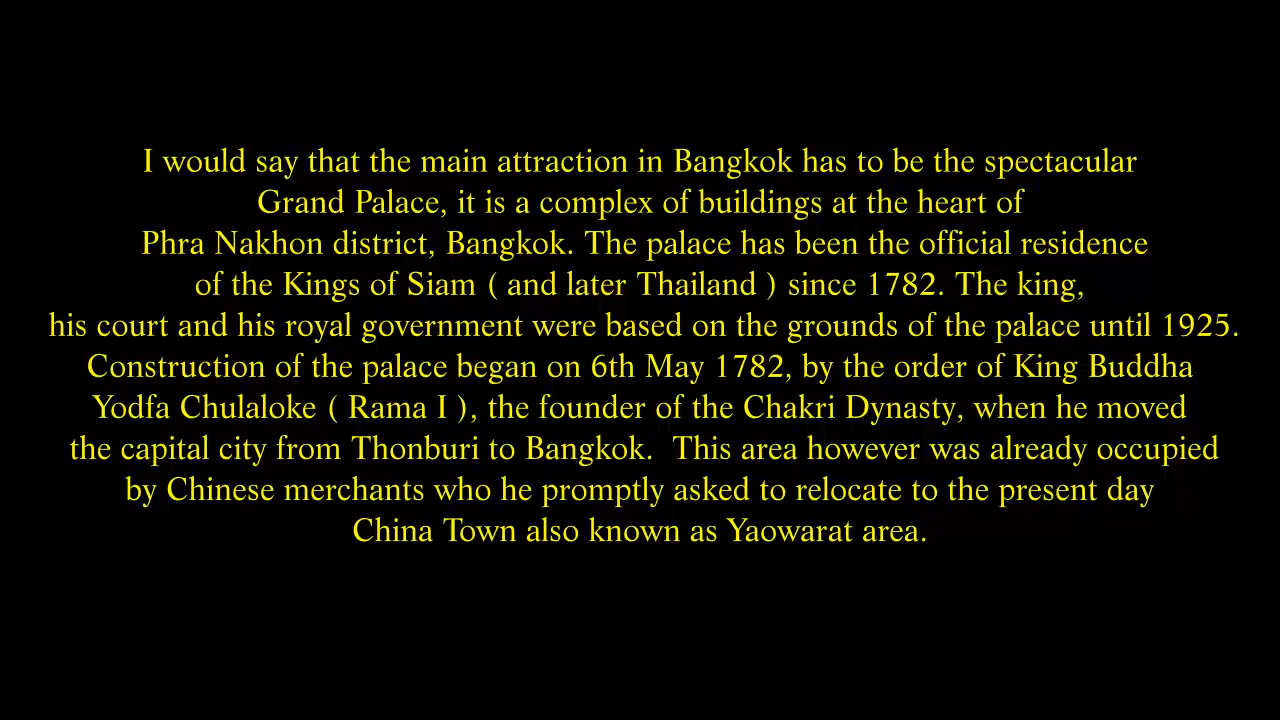 I would say that the main attraction in Bangkok has to be the spectacular
Grand Palace, it is a complex of buildings at the heart of
Phra Nakhon district, Bangkok. The palace has been the official residence
of the Kings of Siam ( and later Thailand ) since 1782. The king,
his court and his royal government were based on the grounds of the palace until 1925.
Construction of the palace began on 6th May 1782, by the order of King Buddha
Yodfa Chulaloke ( Rama I ), the founder of the Chakri Dynasty, when he moved
the capital city from Thonburi to Bangkok.  This area however was already occupied
by Chinese merchants who he promptly asked to relocate to the present day
China Town also known as Yaowarat area.